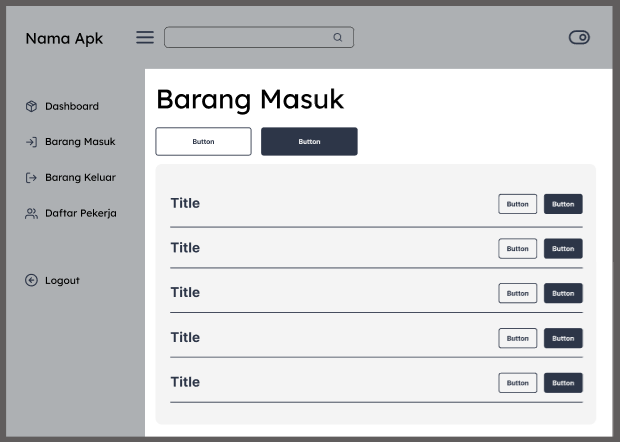 Nama Apk
Dashboard
Barang Masuk
Barang Keluar
Daftar Pekerja
Logout
Barang Masuk
Button Button
Title Button Button
Title Button Button
Title Button Button
Title Button Button
Title Button Button